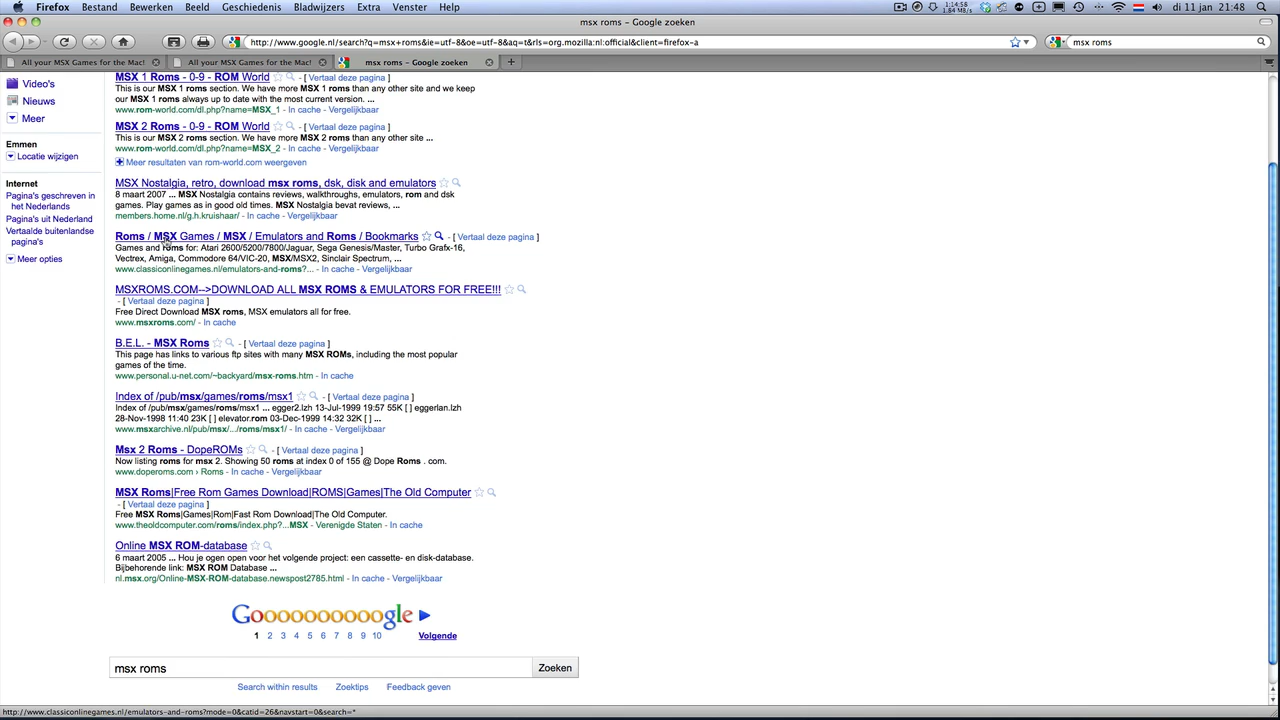 Firefox Bestand Bewerken Beeld Geschiedenis Bladwijzers Extra Venster Help 1:14:58 1.84 MB/s di 11 jan 21:48
msx roms – Google zoeken
http://www.google.nl/search?q=msx+roms&ie=utf-8&oe=utf-8&aq=t&rls=org.mozilla:nl:official&client=firefox-a msx roms
All your MSX Games for the Mac! All your MSX Games for the Mac! msx roms – Google zoeken
Video's
Nieuws
Meer
Emmen
Locatie wijzigen
Internet
Pagina's geschreven in
het Nederlands
Pagina's uit Nederland
Vertaalde buitenlandse
pagina's
Meer opties
MSX 1 Roms - 0-9 - ROM World - [ Vertaal deze pagina ]
This is our MSX 1 roms section. We have more MSX 1 roms than any other site and we keep
our MSX 1 roms always up to date with the most current version. ...
www.rom-world.com/dl.php?name=MSX_1 - In cache - Vergelijkbaar
MSX 2 Roms - 0-9 - ROM World - [ Vertaal deze pagina ]
This is our MSX 2 roms section. We have more MSX 2 roms than any other site ...
www.rom-world.com/dl.php?name=MSX_2 - In cache - Vergelijkbaar
Meer resultaten van rom-world.com weergeven
MSX Nostalgia, retro, download msx roms, dsk, disk and emulators
8 maart 2007 ... MSX Nostalgia contains reviews, walkthroughs, emulators, rom and dsk
games. Play games as in good old times. MSX Nostalgia bevat reviews, ...
members.home.nl/g.h.kruishaar/ - In cache - Vergelijkbaar
Roms / MSX Games / MSX / Emulators and Roms / Bookmarks - [ Vertaal deze pagina ]
Games and roms for: Atari 2600/5200/7800/Jaguar, Sega Genesis/Master, Turbo Grafx-16,
Vectrex, Amiga, Commodore 64/VIC-20, MSX/MSX2, Sinclair Spectrum, ...
www.classiconlinegames.nl/emulators-and-roms?... - In cache - Vergelijkbaar
MSXROMS.COM-->DOWNLOAD ALL MSX ROMS & EMULATORS FOR FREE!!!
- [ Vertaal deze pagina ]
Free Direct Download MSX roms, MSX emulators all for free.
www.msxroms.com/ - In cache
B.E.L. - MSX Roms - [ Vertaal deze pagina ]
This page has links to various ftp sites with many MSX ROMs, including the most popular
games of the time.
www.personal.u-net.com/~backyard/msx-roms.htm - In cache
Index of /pub/msx/games/roms/msx1 - [ Vertaal deze pagina ]
Index of /pub/msx/games/roms/msx1 ... egger2.lzh 13-Jul-1999 19:57 55K [ ] eggerlan.lzh
28-Nov-1998 11:40 23K [ ] elevator.rom 03-Dec-1999 14:32 32K [ ] ...
www.msxarchive.nl/pub/msx/.../roms/msx1/ - In cache - Vergelijkbaar
Msx 2 Roms - DopeROMs - [ Vertaal deze pagina ]
Now listing roms for msx 2. Showing 50 roms at index 0 of 155 @ Dope Roms . com.
www.doperoms.com › Roms - In cache - Vergelijkbaar
MSX Roms|Free Rom Games Download|ROMS|Games|The Old Computer
- [ Vertaal deze pagina ]
Free MSX Roms|Games|Rom|Fast Rom Download|The Old Computer.
www.theoldcomputer.com/roms/index.php?...MSX - Verenigde Staten - In cache
Online MSX ROM-database
6 maart 2005 ... Hou je ogen open voor het volgende project: een cassette- en disk-database.
Bijbehorende link: MSX ROM Database ...
nl.msx.org/Online-MSX-ROM-database.newspost2785.html - In cache - Vergelijkbaar
Goooooooooogle
1 2 3 4 5 6 7 8 9 10 Volgende
msx roms Zoeken
Search within results Zoektips Feedback geven
http://www.classiconlinegames.nl/emulators-and-roms?mode=0&catid=26&navstart=0&search=*